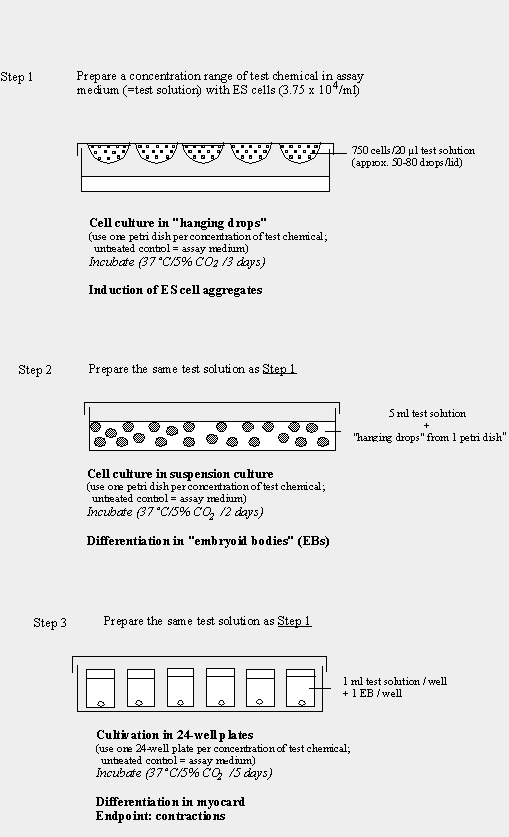 Step 1
Prepare a concentration range of test chemical in assay
medium (=test solution) with ES cells (3.75 x 10⁴/ml)
750 cells/20 µl test solution
(approx. 50-80 drops/lid)
Cell culture in "hanging drops"
(use one petri dish per concentration of test chemical;
untreated control = assay medium)
Incubate (37°C/5% CO₂ /3 days)
Induction of ES cell aggregates
Step 2
Prepare the same test solution as Step 1
5 ml test solution
+
"hanging drops" from 1 petri dish"
Cell culture in suspension culture
(use one petri dish per concentration of test chemical;
untreated control = assay medium)
Incubate (37°C/5% CO₂ /2 days)
Differentiation in "embryoid bodies" (EBs)
Step 3
Prepare the same test solution as Step 1
1 ml test solution / well
+ 1 EB / well
Cultivation in 24-well plates
(use one 24-well plate per concentration of test chemical;
untreated control = assay medium)
Incubate (37°C/5% CO₂ /5 days)
Differentiation in myocard
Endpoint: contractions